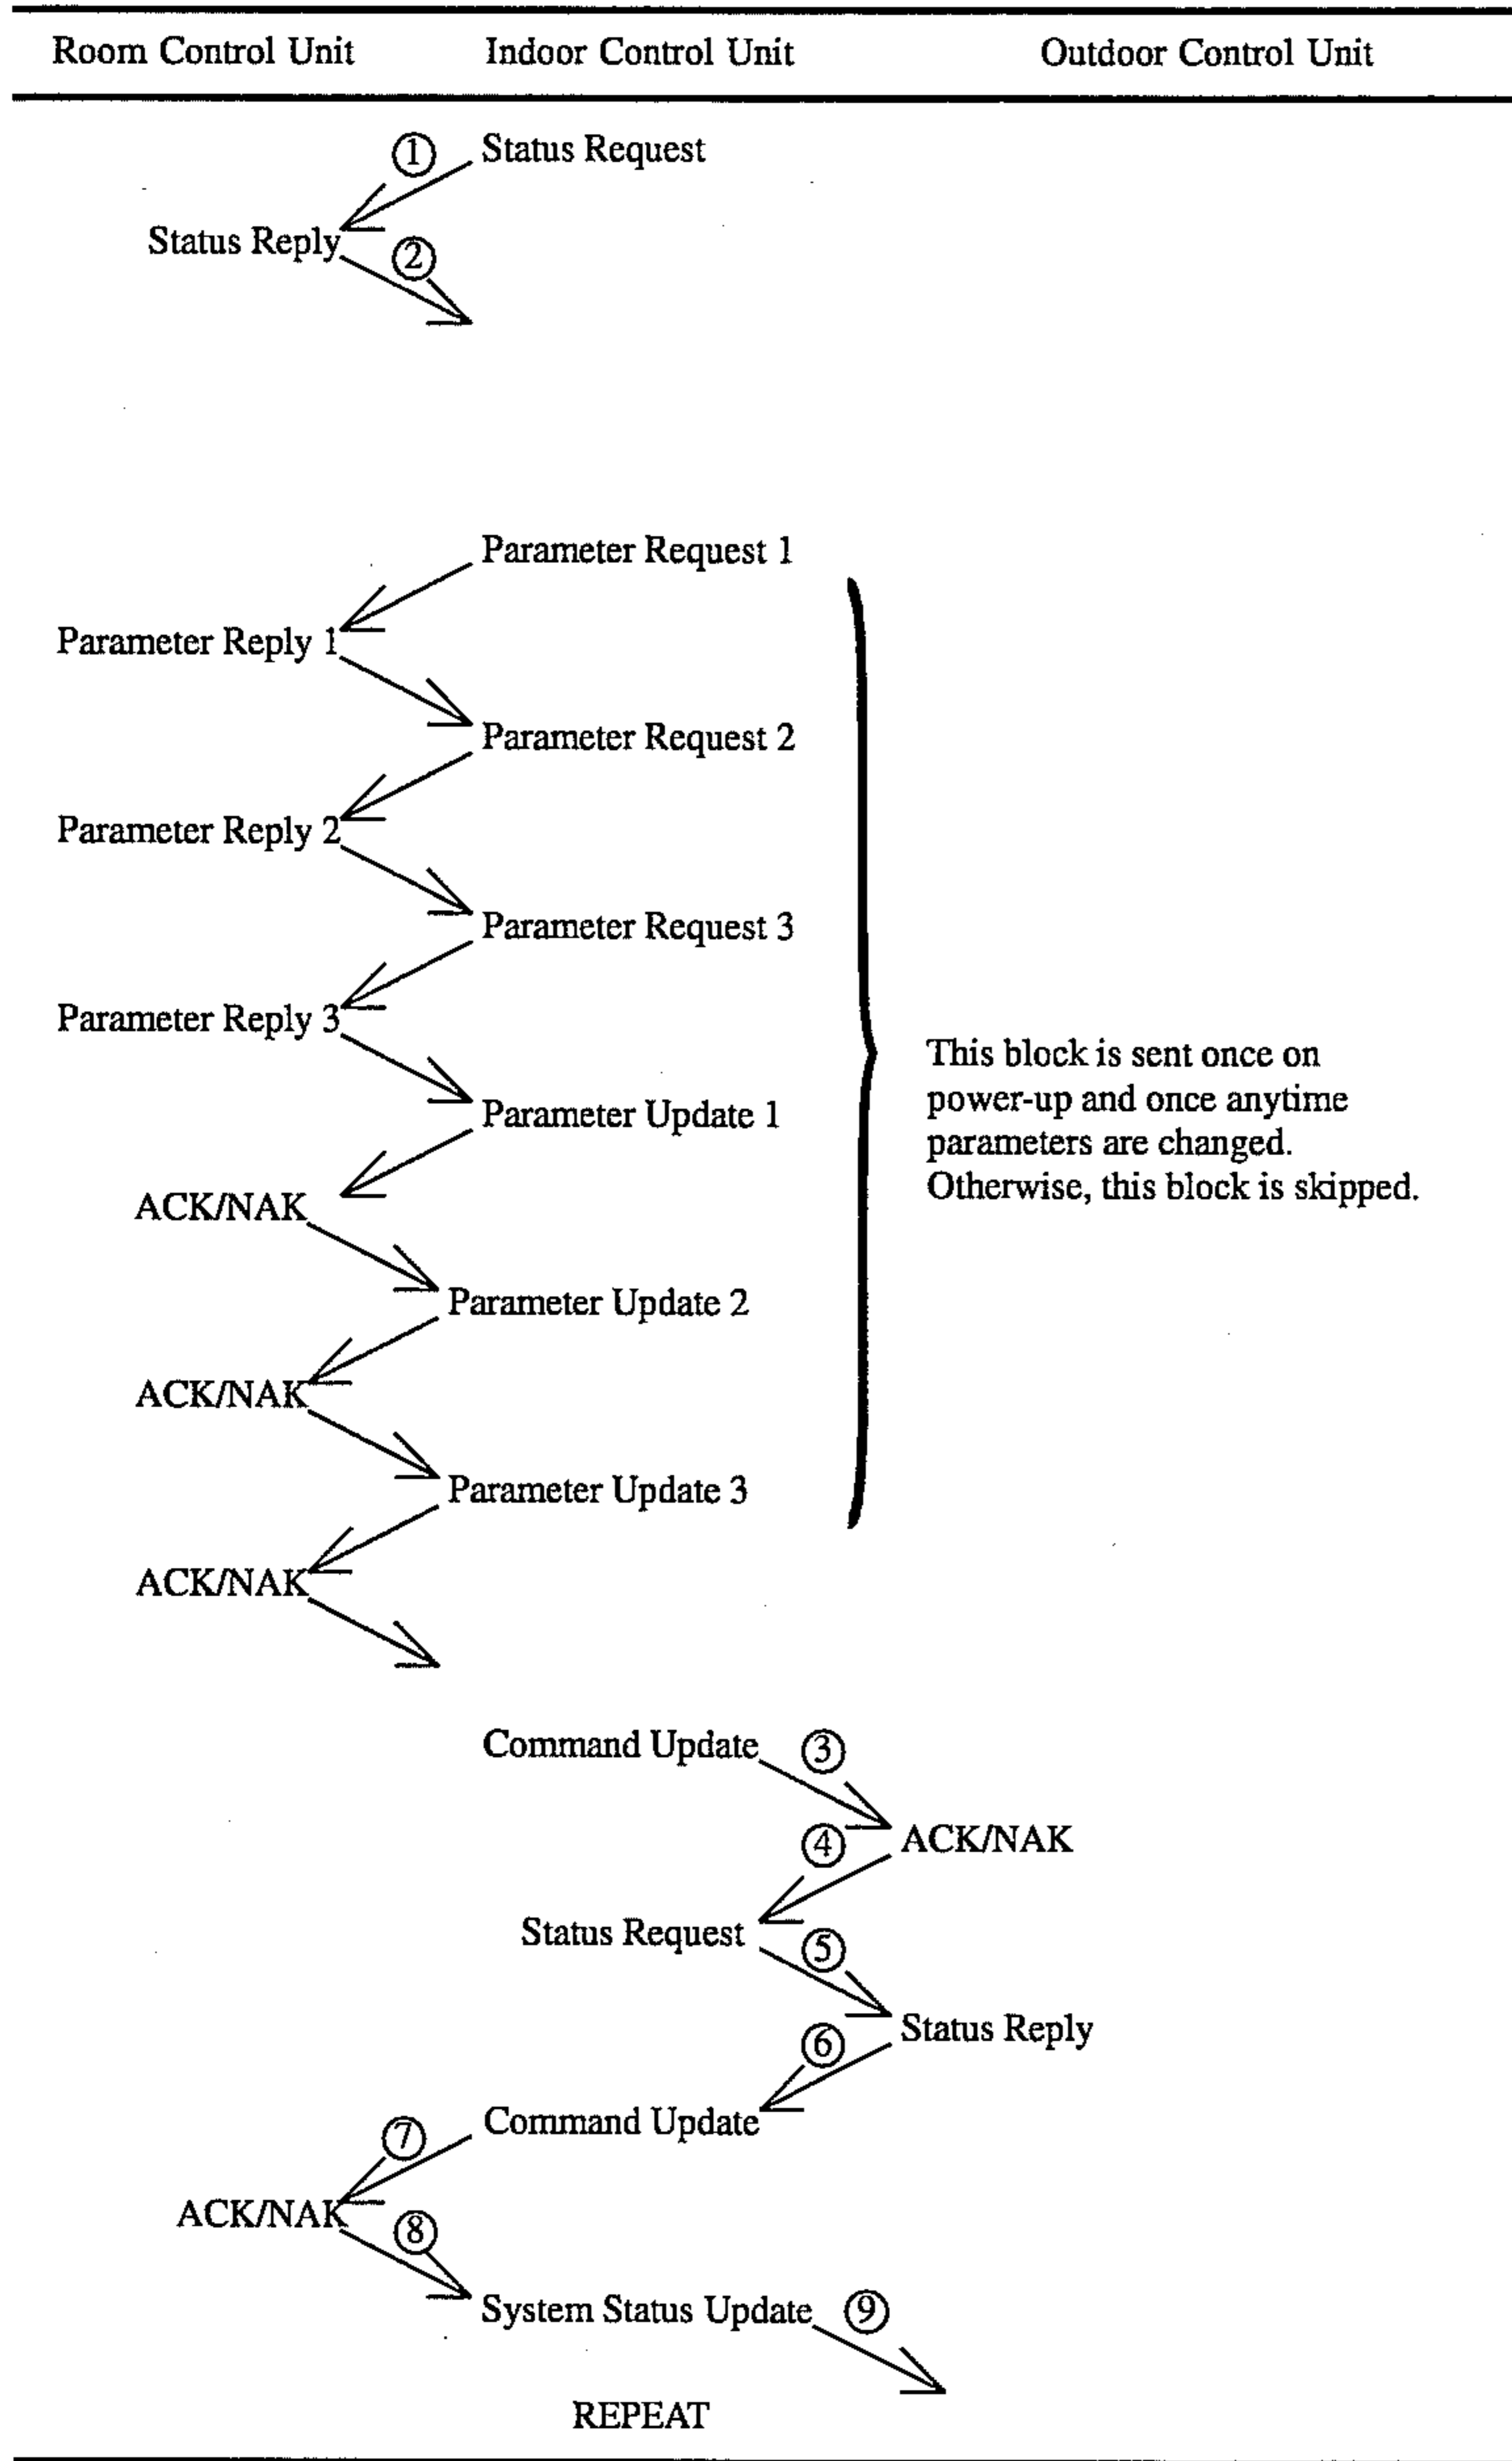 Room Control Unit Indoor Control Unit Outdoor Control Unit
① Status Request
Status Reply ②
Parameter Request 1
Parameter Reply 1
Parameter Request 2
Parameter Reply 2
Parameter Request 3
Parameter Reply 3
This block is sent once on
power-up and once anytime
parameters are changed.
Otherwise, this block is skipped.
Parameter Update 1
ACK/NAK
Parameter Update 2
ACK/NAK
Parameter Update 3
ACK/NAK
Command Update ③
④ ACK/NAK
Status Request ⑤
⑥ Status Reply
⑦ Command Update
ACK/NAK ⑧
System Status Update ⑨
REPEAT